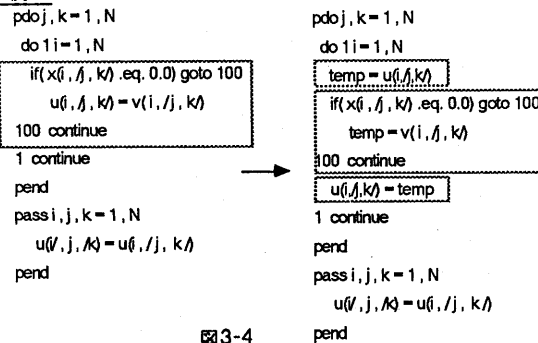 pdo j , k = 1 , N
do 1 i = 1 , N
if( x(i , /j , k/) .eq. 0.0) goto 100
u(i , /j , k/) = v( i , /j , k/)
100 continue
1 continue
pend
pass i , j , k = 1 , N
u(i/ , j , /k) = u(i , /j , k/)
pend
pdo j , k = 1 , N
do 1 i = 1 , N
temp = u(i,/j,k/)
if( x(i , /j , k/) .eq. 0.0) goto 100
temp = v( i , /j , k/)
100 continue
u(i,/j,k/) = temp
1 continue
pend
pass i , j , k = 1 , N
u(i/ , j , /k) = u(i , /j , k/)
pend
図3-4